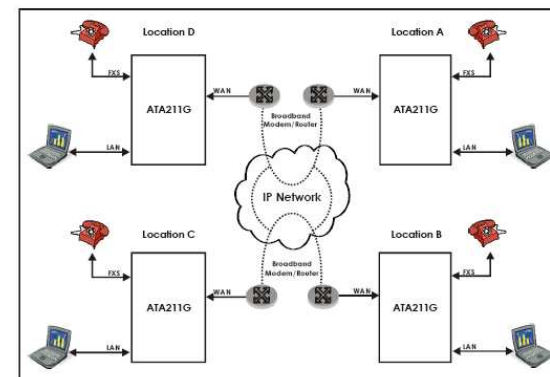 Location D
Location A
FXS
WAN
WAN
FXS
ATA211G
ATA211G
Broadband
Modem/Router
LAN
LAN
IP Network
Location C
Location B
Broadband
Modem/Router
FXS
WAN
WAN
FXS
ATA211G
ATA211G
LAN
LAN